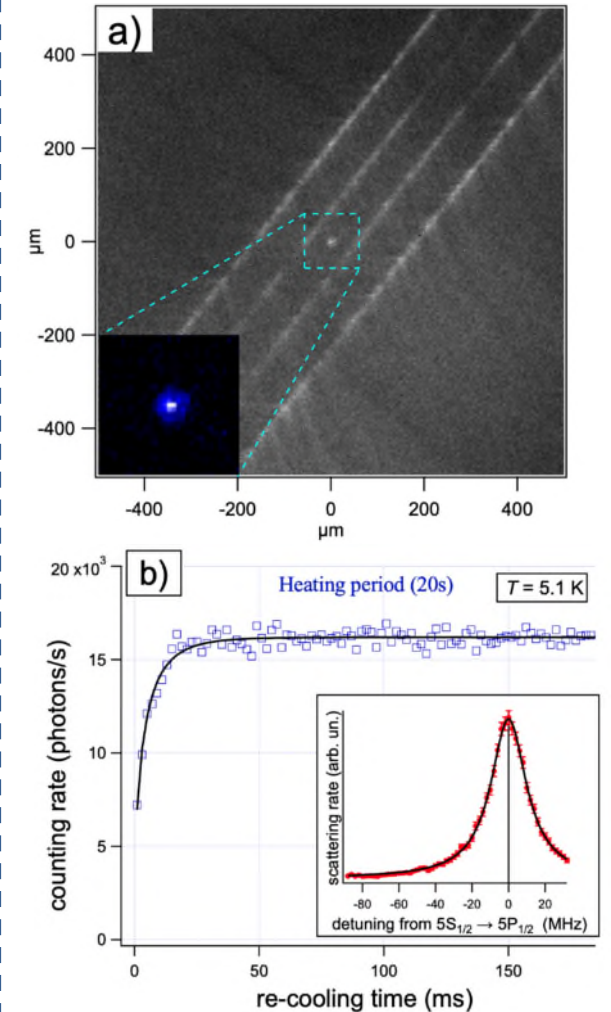 a)
400
200
0
-200
-400
μm
-400
-200
0
200
400
μm
b)
Heating period (20s)
T = 5.1 K
20 x10³
15
10
5
0
counting rate (photons/s)
scattering rate (arb. un.)
-80
-60
-40
-20
0
20
detuning from 5S1/2 → 5P1/2 (MHz)
0
50
100
150
re-cooling time (ms)